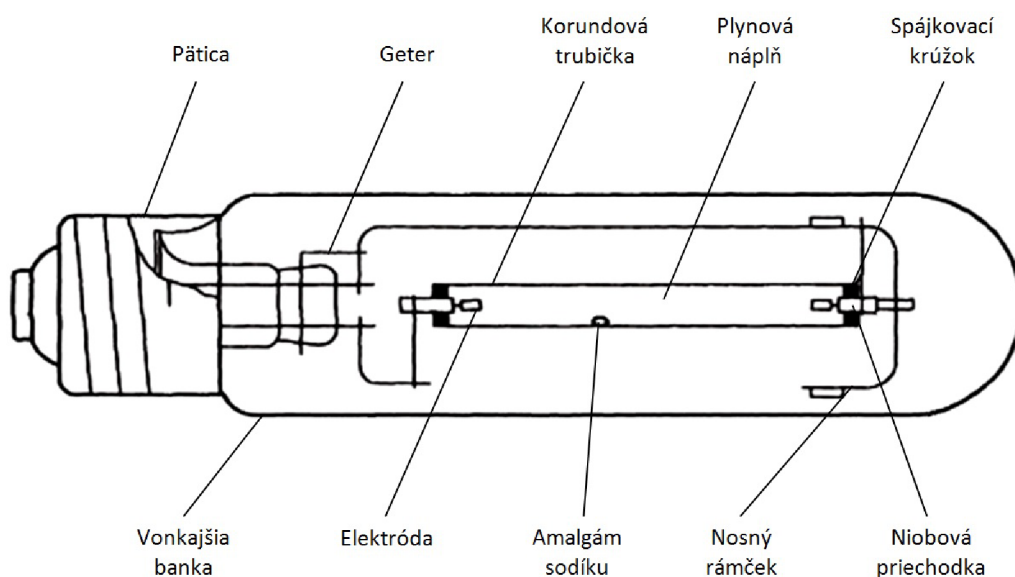 Pätica
Geter
Korundová
trubička
Plynová
náplň
Spájkovací
krúžok
Vonkajšia
banka
Elektróda
Amalgám
sodíku
Nosný
rámček
Niobová
priechodka